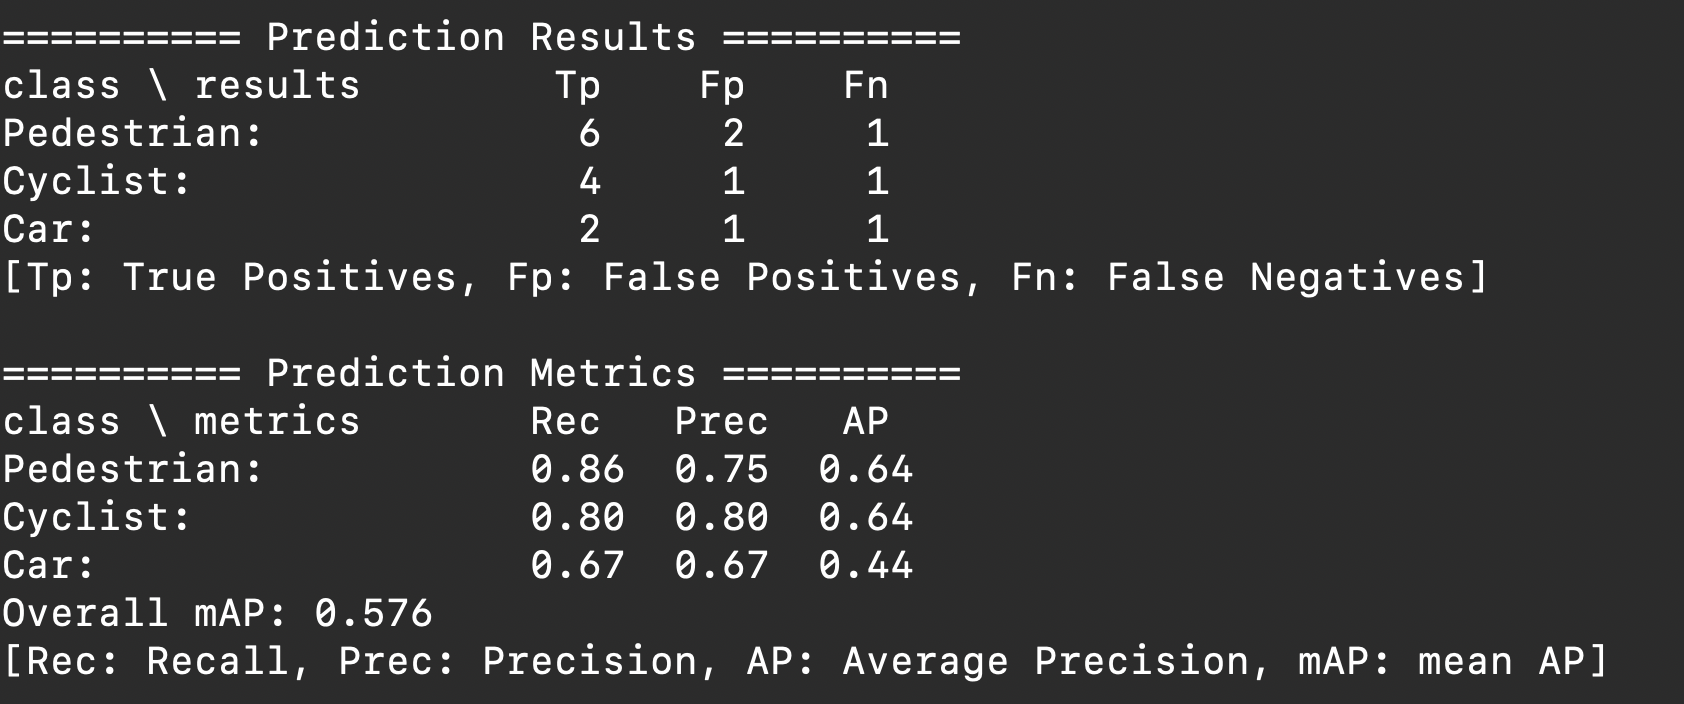 ========== Prediction Results ==========
class \ results        Tp    Fp    Fn
Pedestrian:             6     2     1
Cyclist:                4     1     1
Car:                    2     1     1
[Tp: True Positives, Fp: False Positives, Fn: False Negatives]

========== Prediction Metrics ==========
class \ metrics       Rec   Prec   AP
Pedestrian:           0.86  0.75  0.64
Cyclist:              0.80  0.80  0.64
Car:                  0.67  0.67  0.44
Overall mAP: 0.576
[Rec: Recall, Prec: Precision, AP: Average Precision, mAP: mean AP]